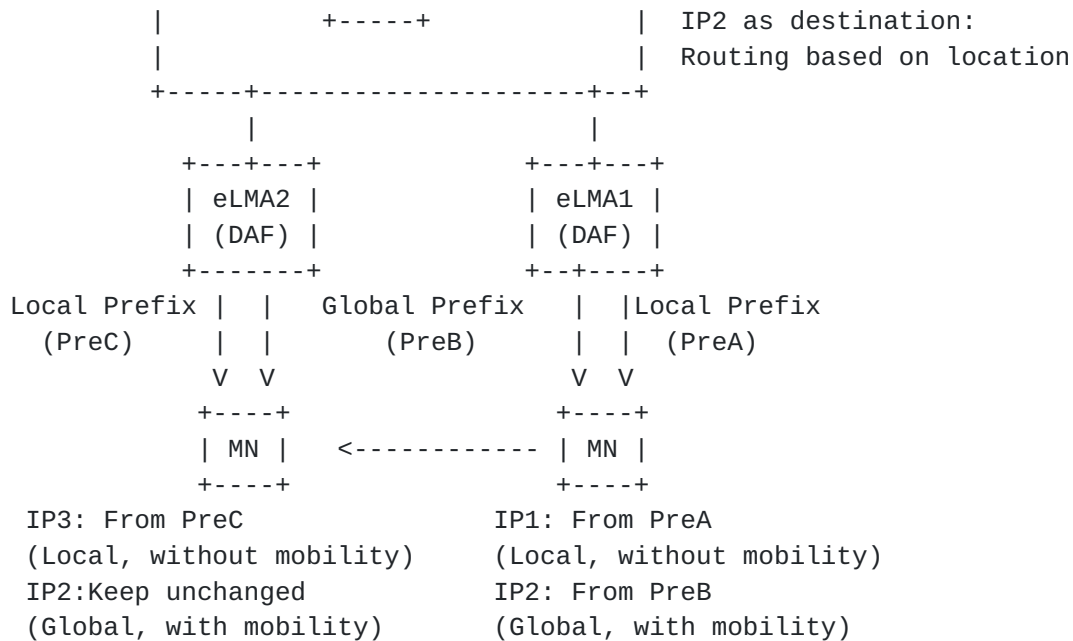 |          +-----+             |  IP2 as destination:
|                              |  Routing based on location
+-----+---------------------+--+
|                     |
+---+---+             +---+---+
| eLMA2 |             | eLMA1 |
| (DAF) |             | (DAF) |
+-------+             +--+----+
Local Prefix |  |   Global Prefix   |  |Local Prefix
(PreC)     |  |       (PreB)      |  |  (PreA)
V  V                   V  V
+----+                 +----+
| MN |   <------------ | MN |
+----+                 +----+
IP3: From PreC                IP1: From PreA
(Local, without mobility)     (Local, without mobility)
IP2:Keep unchanged            IP2: From PreB
(Global, with mobility)       (Global, with mobility)